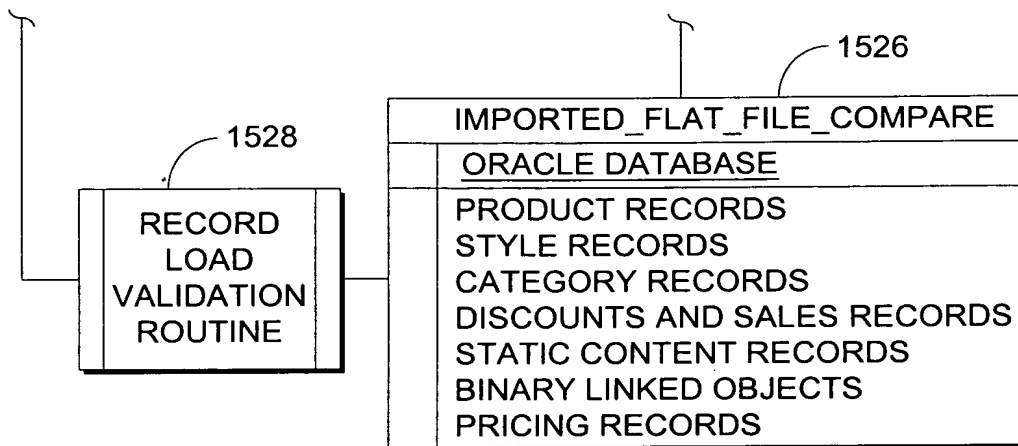 1526
IMPORTED_FLAT_FILE_COMPARE
1528
ORACLE DATABASE
RECORD
LOAD
VALIDATION
ROUTINE
PRODUCT RECORDS
STYLE RECORDS
CATEGORY RECORDS
DISCOUNTS AND SALES RECORDS
STATIC CONTENT RECORDS
BINARY LINKED OBJECTS
PRICING RECORDS